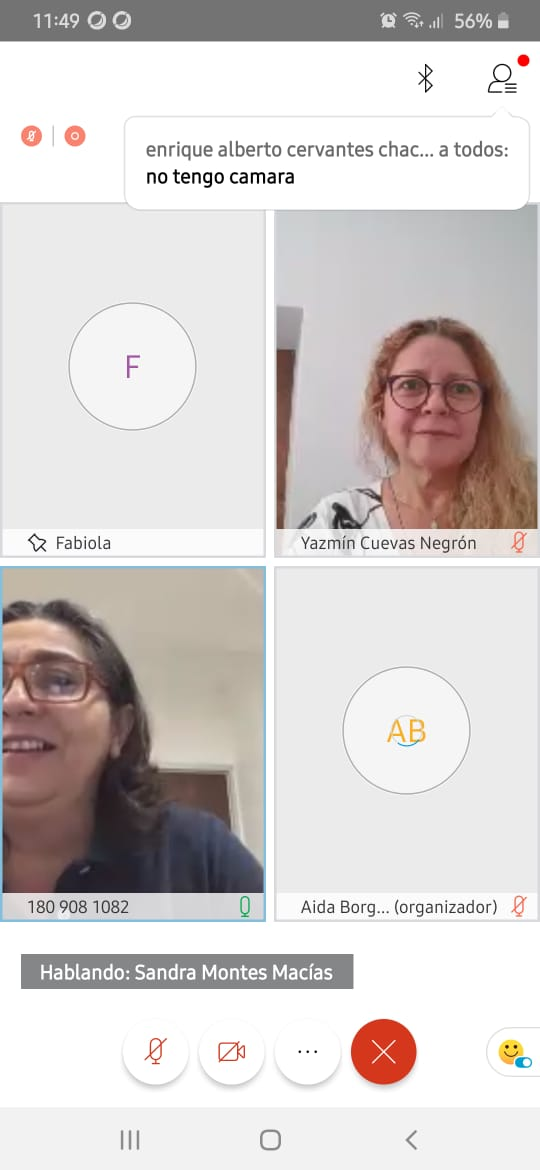 11:49
56%
enrique alberto cervantes chac... a todos:
no tengo camara
F
Fabiola
Yazmín Cuevas Negrón
180 908 1082
AB
Aida Borg... (organizador)
Hablando: Sandra Montes Macías